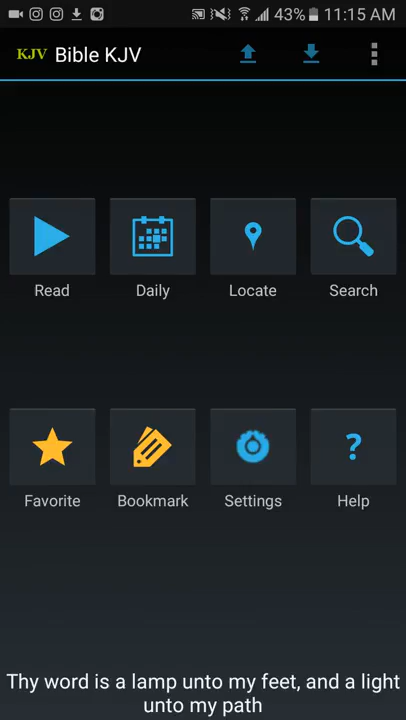 43% 11:15 AM
KJV Bible KJV
Read Daily Locate Search
Favorite Bookmark Settings Help
?
Thy word is a lamp unto my feet, and a light
unto my path